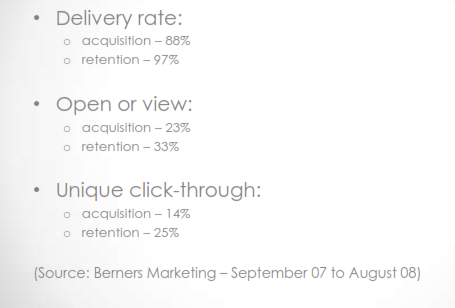 • Delivery rate:
o acquisition – 88%
o retention – 97%
• Open or view:
o acquisition – 23%
o retention – 33%
• Unique click-through:
o acquisition – 14%
o retention – 25%
(Source: Berners Marketing – September 07 to August 08)